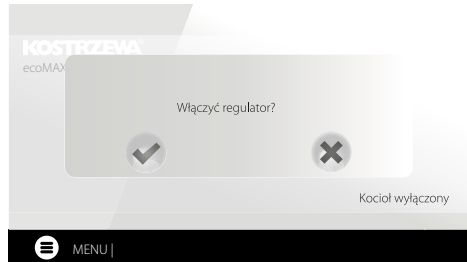 KOSTRZEWA
ecoMAX
Włączyć regulator?
Kocioł wyłączony
MENU |